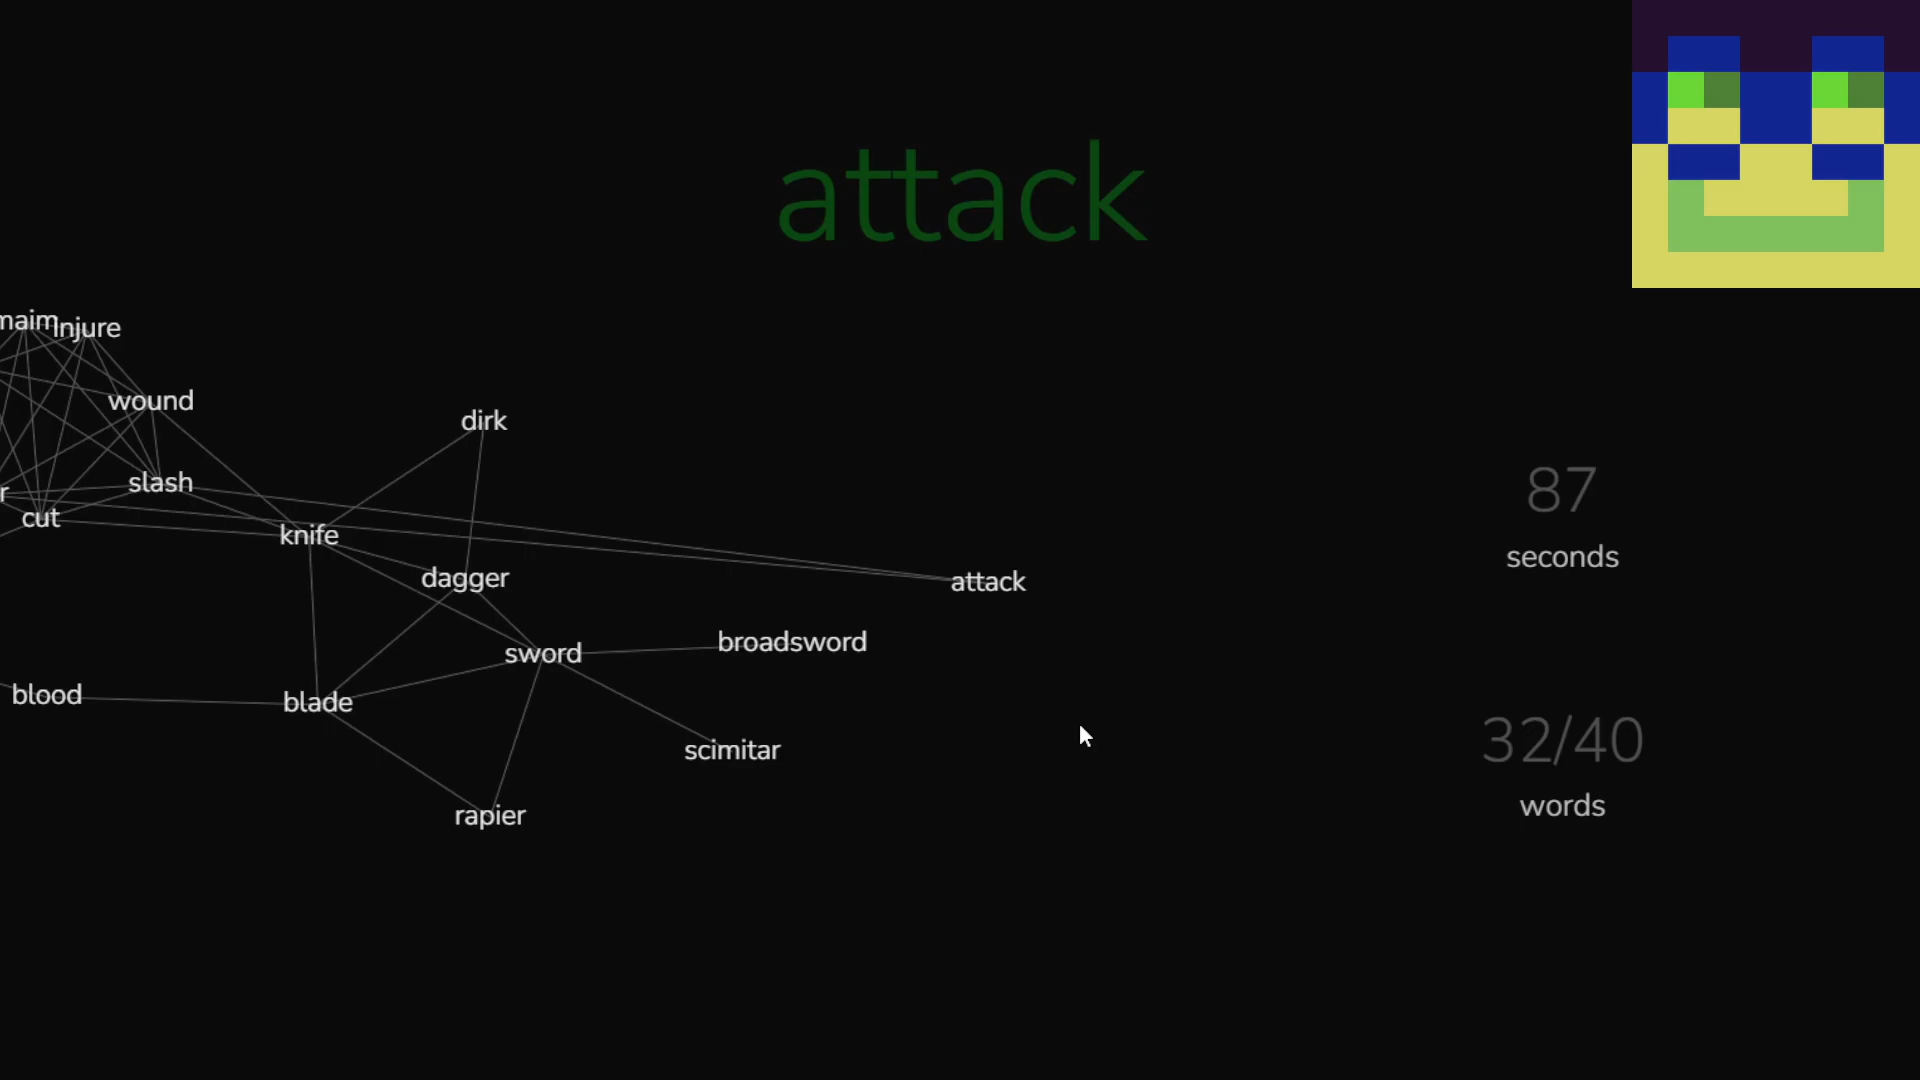 attack
maim
injure
wound
dirk
slash
cut
knife
dagger
attack
broadsword
sword
blood
blade
scimitar
rapier
87
seconds
32/40
words